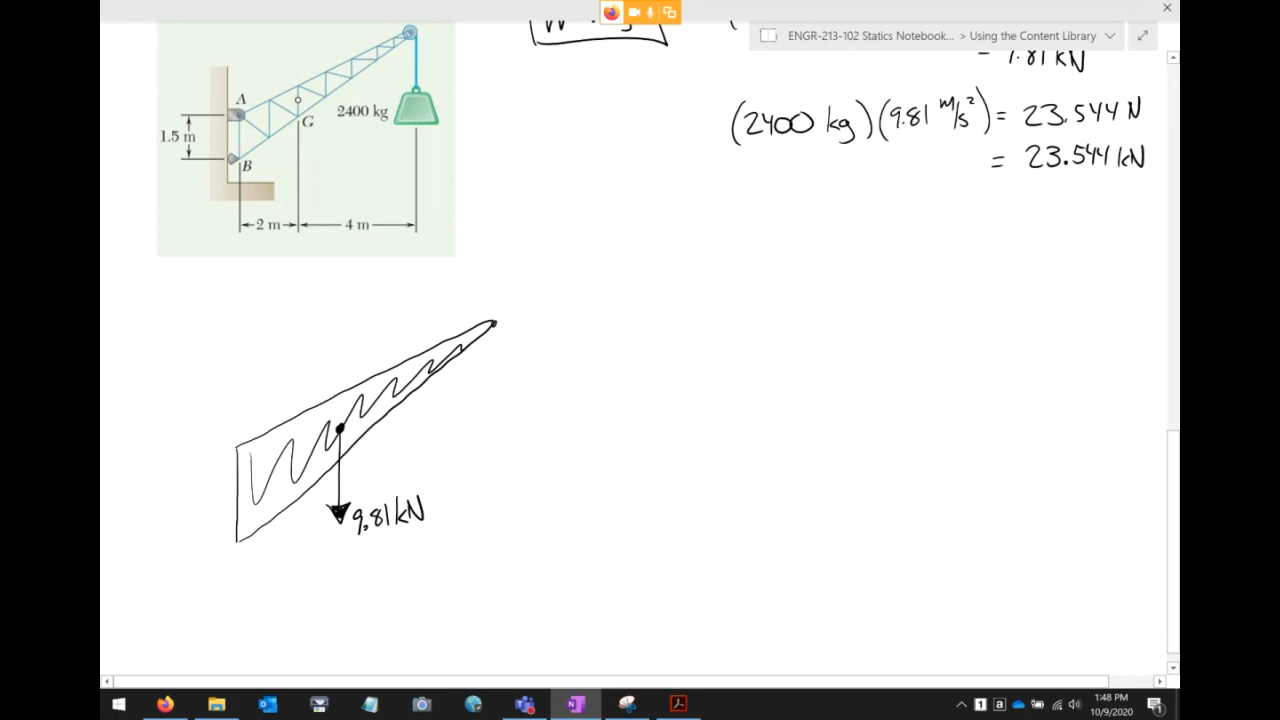 ENGR-213-102 Statics Notebook... > Using the Content Library
= 9.81 kN
(2400 kg)(9.81 m/s²) = 23.544 N
= 23.544 kN
A
2400 kg
G
1.5 m
B
2 m
4 m
9.81 kN
1:48 PM
10/9/2020